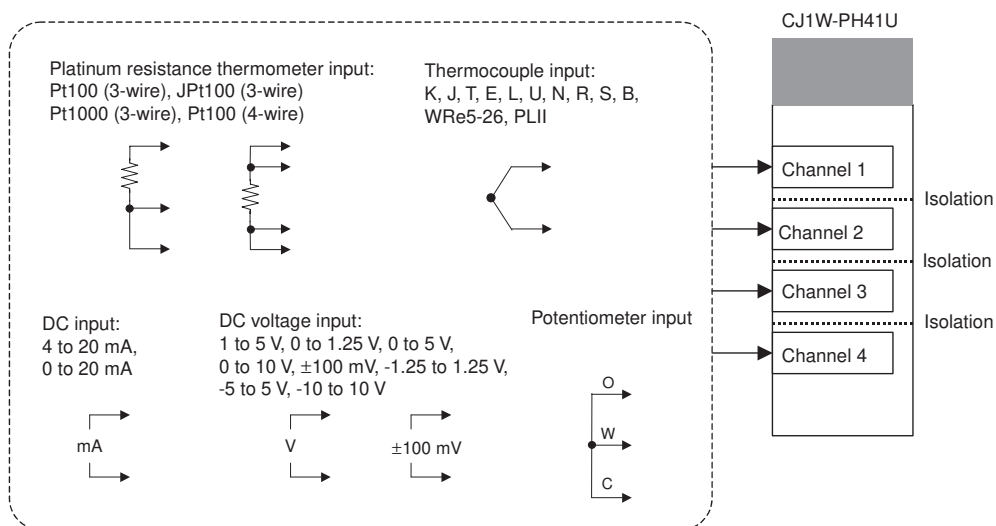 CJ1W-PH41U
Platinum resistance thermometer input:
Pt100 (3-wire), JPt100 (3-wire)
Pt1000 (3-wire), Pt100 (4-wire)
Thermocouple input:
K, J, T, E, L, U, N, R, S, B,
WRe5-26, PLII
Channel 1
Isolation
Channel 2
Isolation
Channel 3
Isolation
Channel 4
DC input:
4 to 20 mA,
0 to 20 mA
mA
DC voltage input:
1 to 5 V, 0 to 1.25 V, 0 to 5 V,
0 to 10 V, ±100 mV, -1.25 to 1.25 V,
-5 to 5 V, -10 to 10 V
V
±100 mV
Potentiometer input
O
W
C